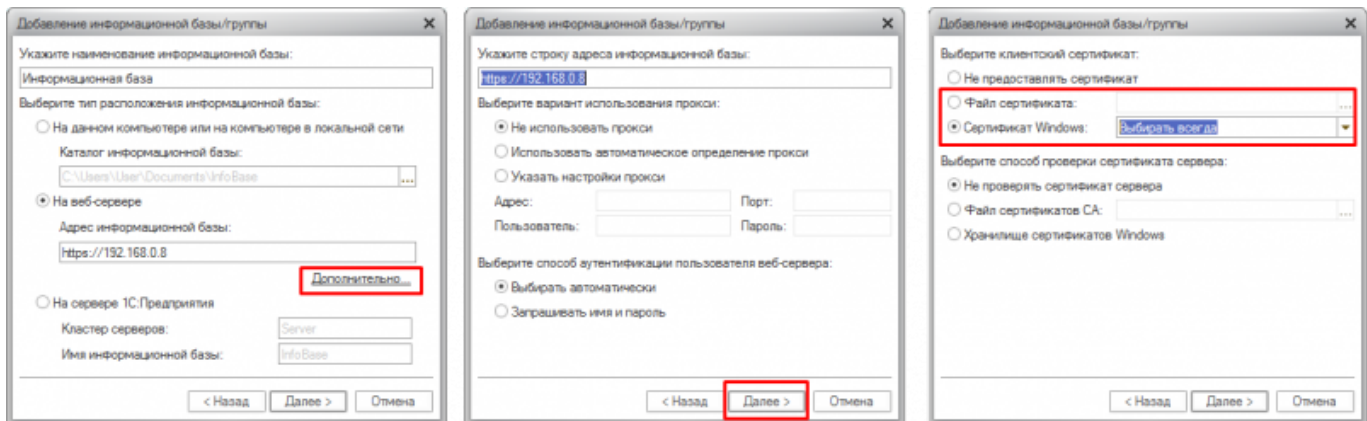 Добавление информационной базы/группы
Укажите наименование информационной базы:
Информационная база
Выберите тип расположения информационной базы:
На данном компьютере или на компьютере в локальной сети
Каталог информационной базы:
C:\Users\User\Documents\InfoBase
...
На веб-сервере
Адрес информационной базы:
https://192.168.0.8
Дополнительно...
На сервере 1С:Предприятия
Кластер серверов:
Server
Имя информационной базы:
InfoBase
< Назад
Далее >
Отмена
Добавление информационной базы/группы
Укажите строку адреса информационной базы:
https://192.168.0.8
Выберите вариант использования прокси:
Не использовать прокси
Использовать автоматическое определение прокси
Указать настройки прокси
Адрес:
Порт:
Пользователь:
Пароль:
Выберите способ аутентификации пользователя веб-сервера:
Выбирать автоматически
Запрашивать имя и пароль
< Назад
Далее >
Отмена
Добавление информационной базы/группы
Выберите клиентский сертификат:
Не предоставлять сертификат
Файл сертификата:
...
Сертификат Windows:
Выбирать всегда
Выберите способ проверки сертификата сервера:
Не проверять сертификат сервера
Файл сертификатов CA:
...
Хранилище сертификатов Windows
< Назад
Далее >
Отмена